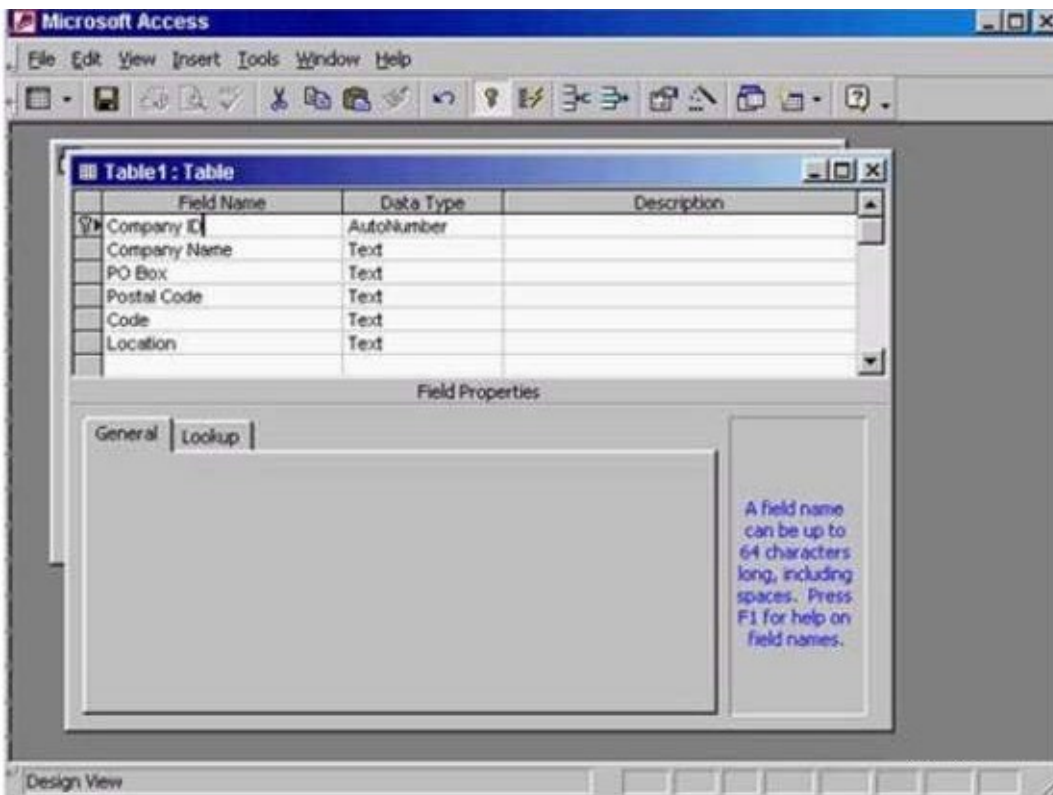 Microsoft Access
File Edit View Insert Tools Window Help
Table1 : Table
Field Name Data Type Description
Company ID AutoNumber
Company Name Text
PO Box Text
Postal Code Text
Code Text
Location Text
Field Properties
General Lookup
A field name
can be up to
64 characters
long, including
spaces. Press
F1 for help on
field names.
Design View